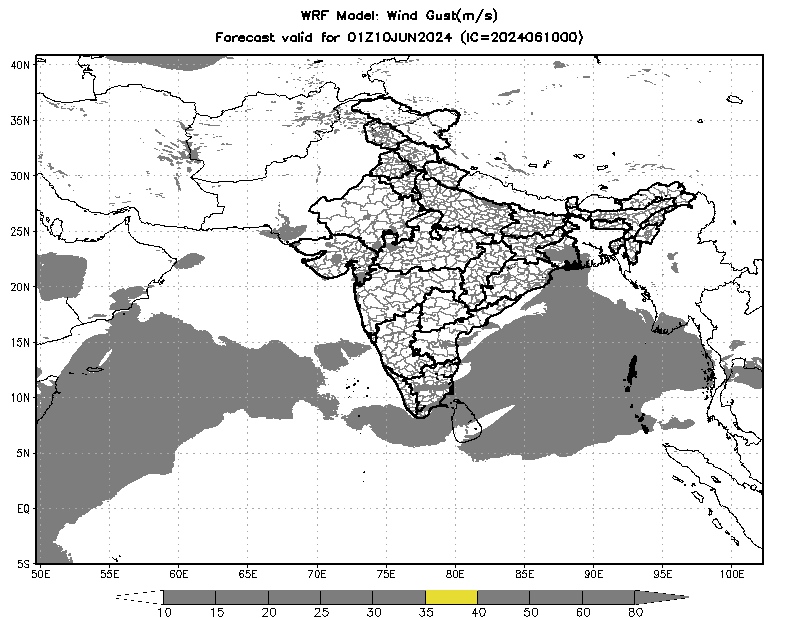 WRF Model: Wind Gust(m/s)
Forecast valid for 01Z10JUN2024 (IC=2024061000)
40N
35N
30N
25N
20N
15N
10N
5N
EQ
5S
50E 55E 60E 65E 70E 75E 80E 85E 90E 95E 100E
10 15 20 25 30 35 40 50 60 80